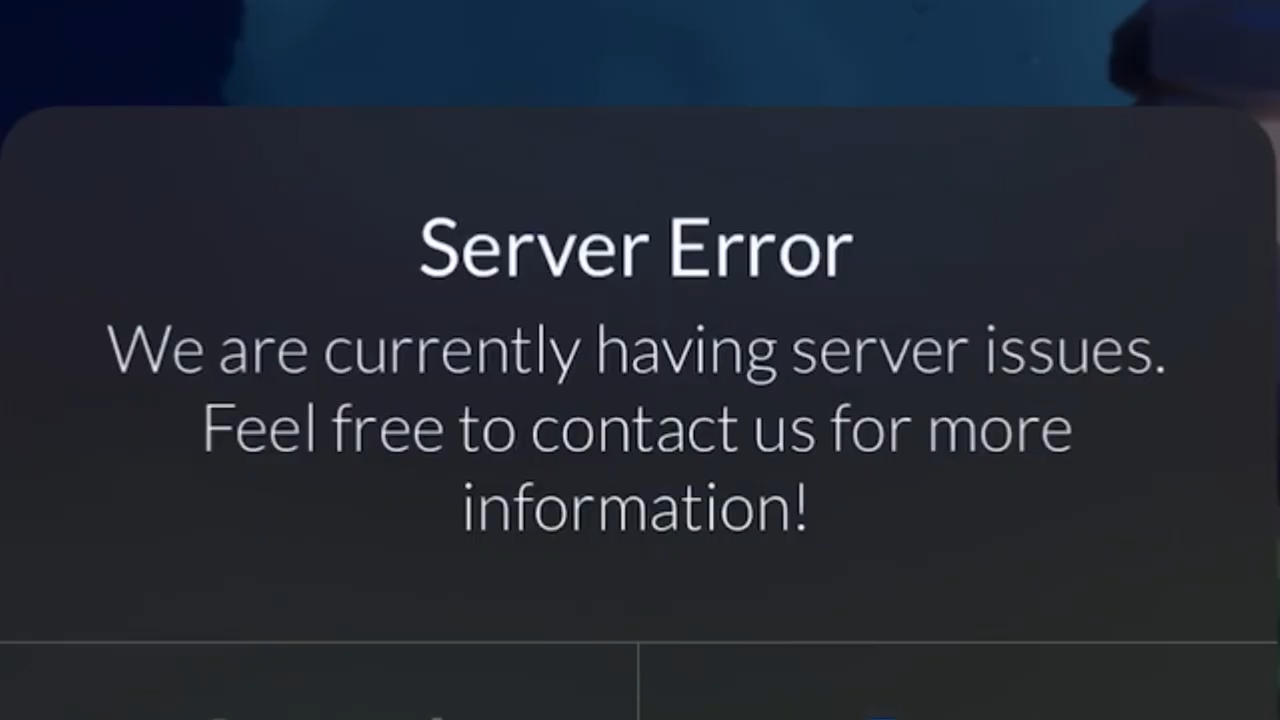 Server Error
We are currently having server issues.
Feel free to contact us for more
information!